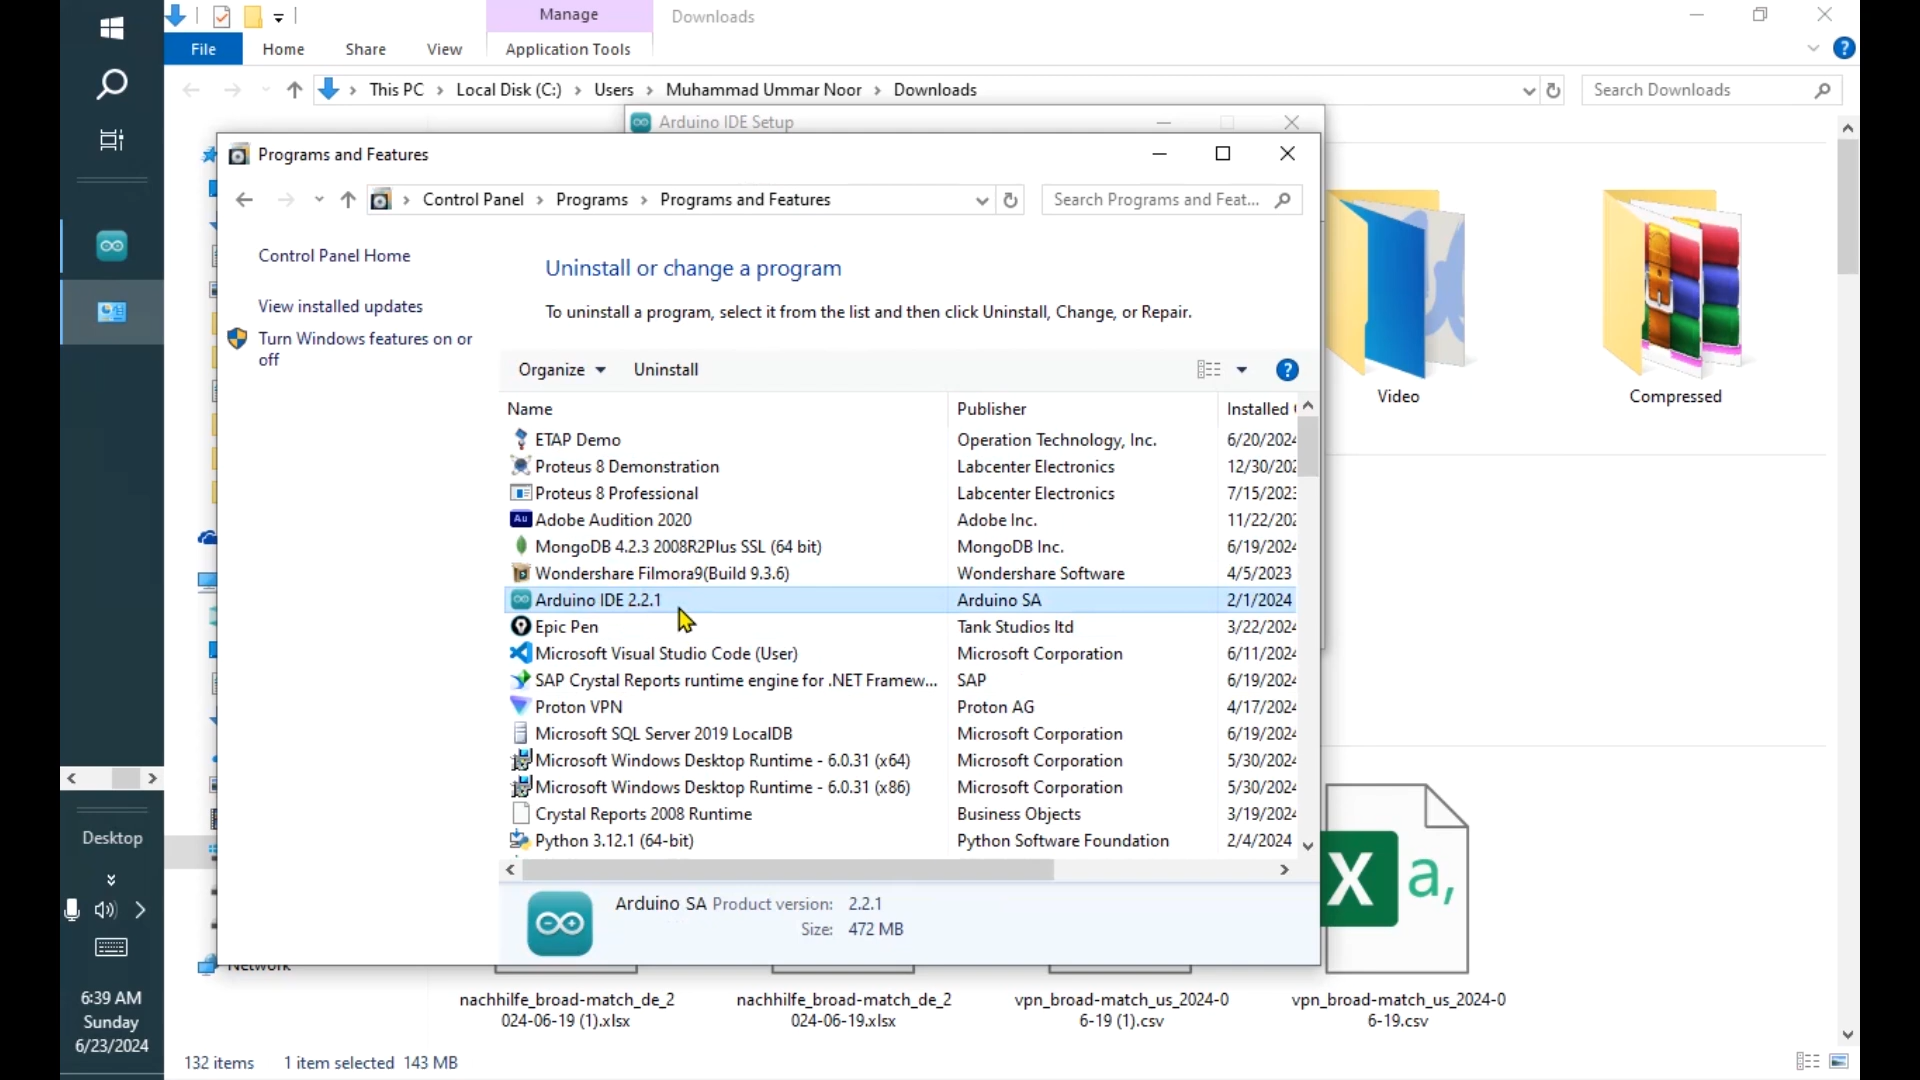 Manage
Downloads
File
Home
Share
View
Application Tools
This PC
Local Disk (C:)
Users
Muhammad Ummar Noor
Downloads
Search Downloads
Arduino IDE Setup
Programs and Features
Control Panel
Programs
Programs and Features
Search Programs and Feat...
Control Panel Home
View installed updates
Turn Windows features on or
off
Uninstall or change a program
To uninstall a program, select it from the list and then click Uninstall, Change, or Repair.
Organize
Uninstall
Name Publisher Installed
ETAP Demo Operation Technology, Inc. 6/20/2024
Proteus 8 Demonstration Labcenter Electronics 12/30/202
Proteus 8 Professional Labcenter Electronics 7/15/2023
Au Adobe Audition 2020 Adobe Inc. 11/22/202
MongoDB 4.2.3 2008R2Plus SSL (64 bit) MongoDB Inc. 6/19/2024
Wondershare Filmora9(Build 9.3.6) Wondershare Software 4/5/2023
Arduino IDE 2.2.1 Arduino SA 2/1/2024
Epic Pen Tank Studios ltd 3/22/2024
Microsoft Visual Studio Code (User) Microsoft Corporation 6/11/2024
SAP Crystal Reports runtime engine for .NET Framew... SAP 6/19/2024
Proton VPN Proton AG 4/17/2024
Microsoft SQL Server 2019 LocalDB Microsoft Corporation 6/19/2024
Microsoft Windows Desktop Runtime - 6.0.31 (x64) Microsoft Corporation 5/30/2024
Microsoft Windows Desktop Runtime - 6.0.31 (x86) Microsoft Corporation 5/30/2024
Crystal Reports 2008 Runtime Business Objects 3/19/2024
Python 3.12.1 (64-bit) Python Software Foundation 2/4/2024
Arduino SA Product version: 2.2.1
Size: 472 MB
Video
Compressed
X a,
Network
nachhilfe_broad-match_de_2
024-06-19 (1).xlsx
nachhilfe_broad-match_de_2
024-06-19.xlsx
vpn_broad-match_us_2024-0
6-19 (1).csv
vpn_broad-match_us_2024-0
6-19.csv
132 items
1 item selected 143 MB
Desktop
6:39 AM
Sunday
6/23/2024